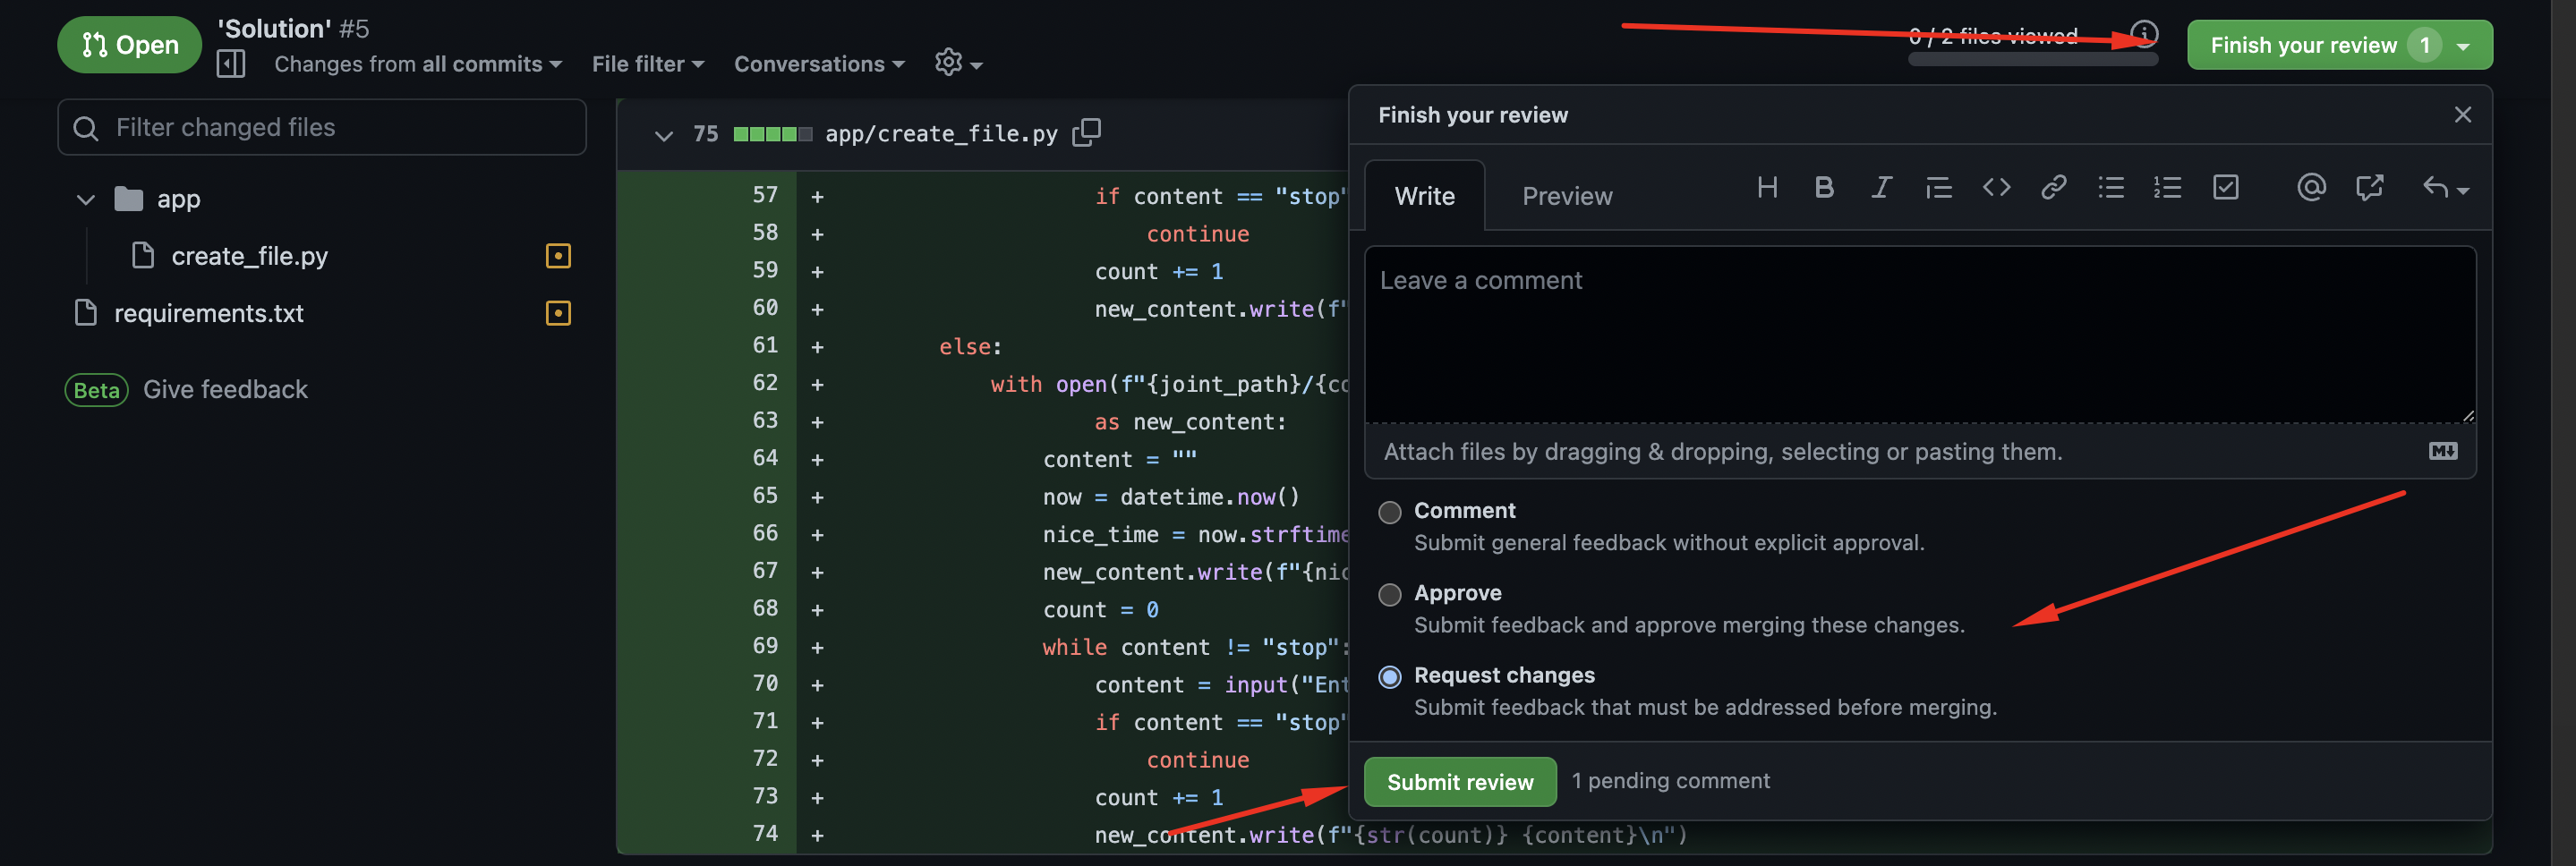 Open
'Solution' #5
Changes from all commits
File filter
Conversations
0 / 2 files viewed
Finish your review 1
Filter changed files
app
create_file.py
requirements.txt
Beta Give feedback
75 app/create_file.py
57 + if content == "stop"
58 + continue
59 + count += 1
60 + new_content.write(f"
61 + else:
62 + with open(f"{joint_path}/{co
63 + as new_content:
64 + content = ""
65 + now = datetime.now()
66 + nice_time = now.strftime
67 + new_content.write(f"{nic
68 + count = 0
69 + while content != "stop":
70 + content = input("Ent
71 + if content == "stop"
72 + continue
73 + count += 1
74 + new_content.write(f"{str(count)} {content}\n")
Finish your review
Write
Preview
Leave a comment
Attach files by dragging & dropping, selecting or pasting them.
Comment
Submit general feedback without explicit approval.
Approve
Submit feedback and approve merging these changes.
Request changes
Submit feedback that must be addressed before merging.
Submit review
1 pending comment